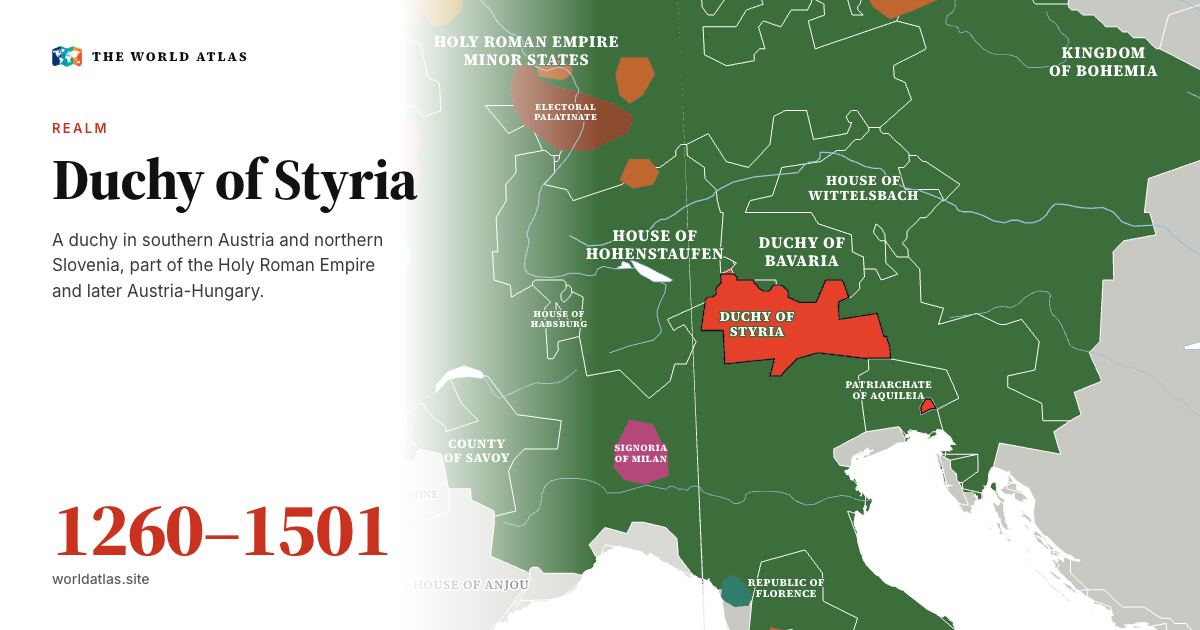 THE WORLD ATLAS
REALM
Duchy of Styria
A duchy in southern Austria and northern
Slovenia, part of the Holy Roman Empire
and later Austria-Hungary.
1260–1501
worldatlas.site
HOLY ROMAN EMPIRE
MINOR STATES
KINGDOM
OF BOHEMIA
ELECTORAL
PALATINATE
HOUSE OF
WITTELSBACH
HOUSE OF
HOHENSTAUFEN
DUCHY OF
BAVARIA
HOUSE OF
HABSBURG
DUCHY OF
STYRIA
PATRIARCHATE
OF AQUILEIA
COUNTY
OF SAVOY
SIGNORIA
OF MILAN
HOUSE OF ANJOU
REPUBLIC OF
FLORENCE